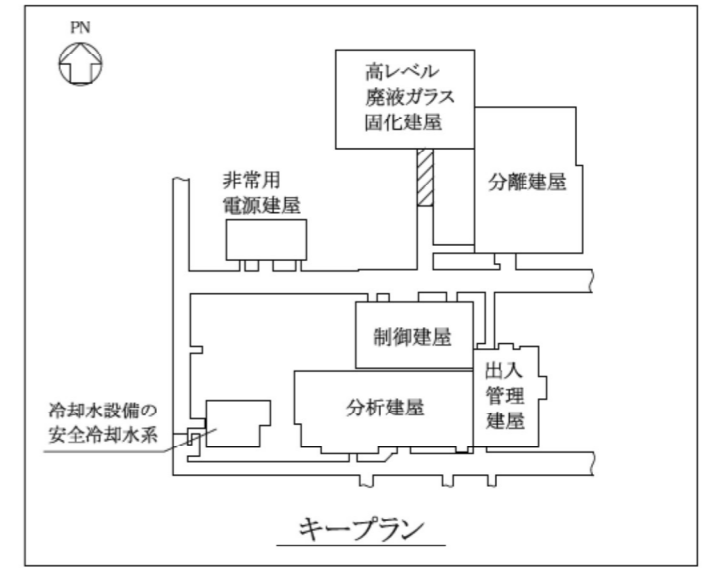 PN
高レベル
廃液ガラス
固化建屋
分離建屋
非常用
電源建屋
制御建屋
出入
管理
建屋
分析建屋
冷却水設備の
安全冷却水系
キープラン